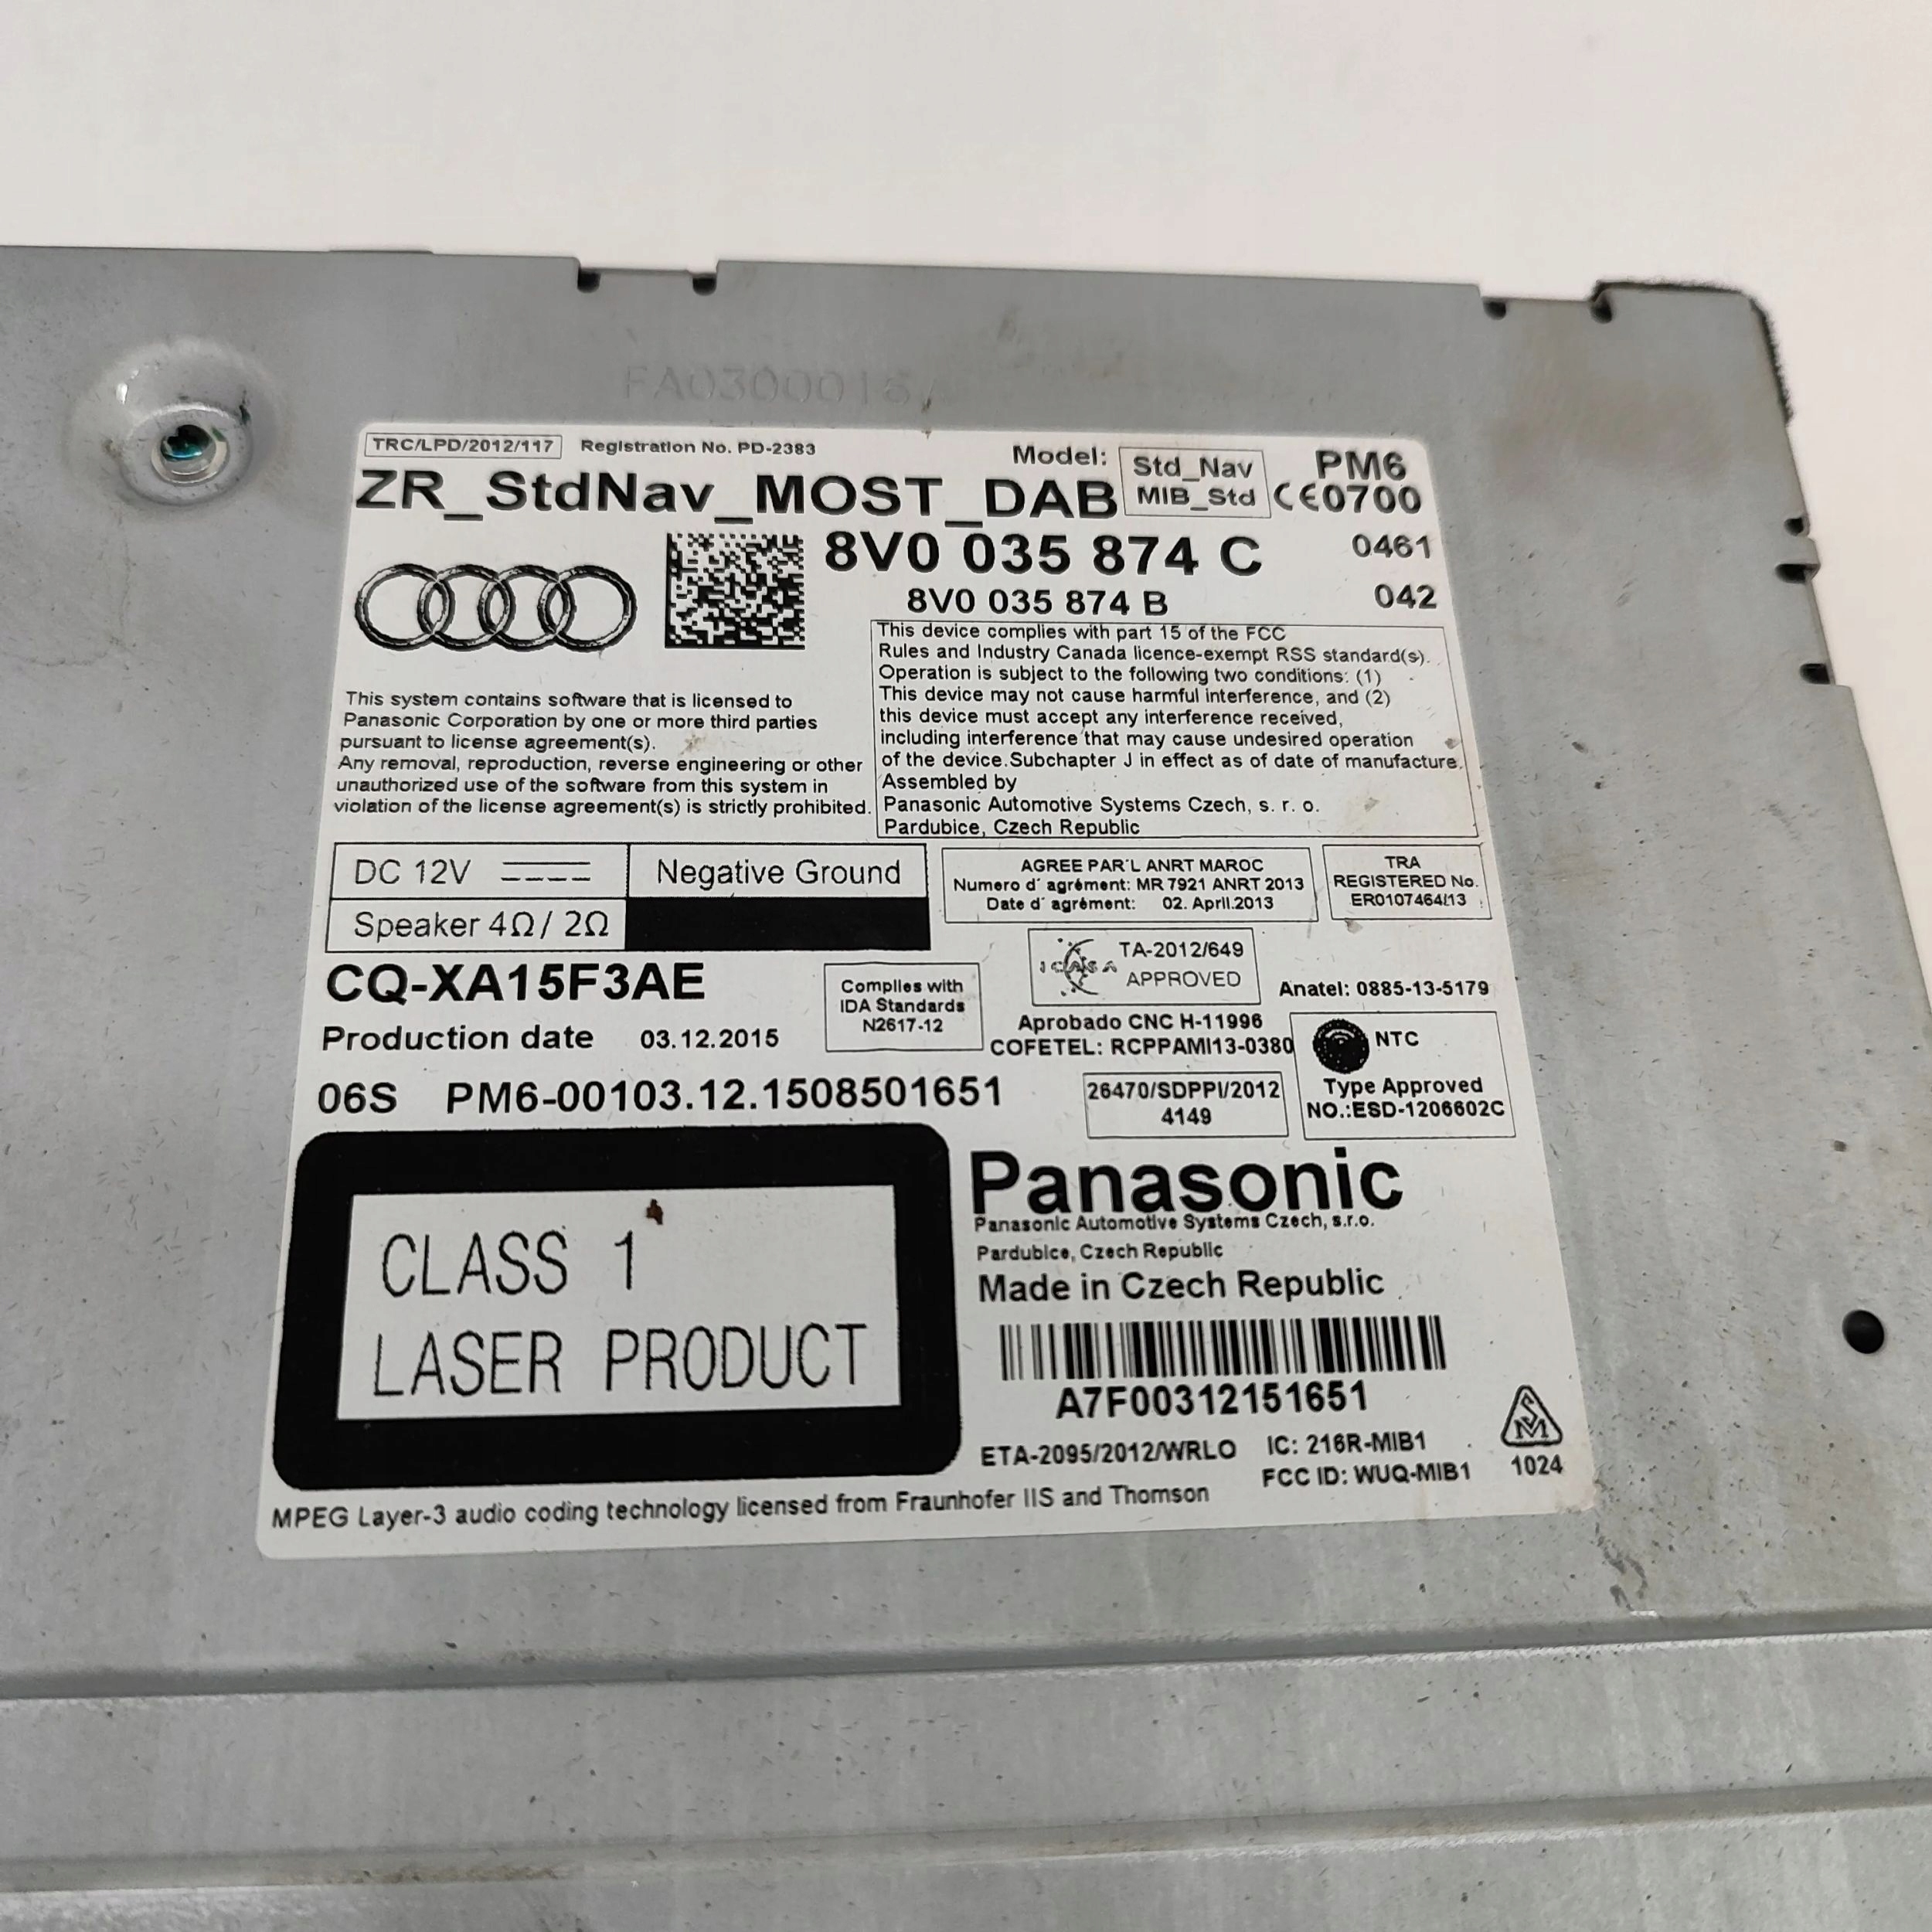 FA0300016
TRC/LPD/2012/117 Registration No. PD-2383
Model: Std_Nav MIB_Std PM6
ZR_StdNav_MOST_DAB CE0700
8V0 035 874 C 0461
8V0 035 874 B 042
This device complies with part 15 of the FCC
Rules and Industry Canada licence-exempt RSS standard(s).
Operation is subject to the following two conditions: (1)
This device may not cause harmful interference, and (2)
this device must accept any interference received,
including interference that may cause undesired operation
of the device.Subchapter J in effect as of date of manufacture.
Assembled by
Panasonic Automotive Systems Czech, s. r. o.
Pardubice, Czech Republic
This system contains software that is licensed to
Panasonic Corporation by one or more third parties
pursuant to license agreement(s).
Any removal, reproduction, reverse engineering or other
unauthorized use of the software from this system in
violation of the license agreement(s) is strictly prohibited.
DC 12V Negative Ground
Speaker 4Ω/ 2Ω
AGREE PAR´L ANRT MAROC
Numero d´ agrément: MR 7921 ANRT 2013
Date d´ agrément: 02. April.2013
TRA
REGISTERED No.
ER0107464/13
CQ-XA15F3AE
Production date 03.12.2015
Complies with
IDA Standards
N2617-12
ICASA TA-2012/649
APPROVED
Anatel: 0885-13-5179
Aprobado CNC H-11996
COFETEL: RCPPAMI13-0380
NTC
Type Approved
NO.:ESD-1206602C
06S PM6-00103.12.1508501651
26470/SDPPI/2012
4149
CLASS 1
LASER PRODUCT
Panasonic
Panasonic Automotive Systems Czech, s.r.o.
Pardubice, Czech Republic
Made in Czech Republic
A7F00312151651
ETA-2095/2012/WRLO IC: 216R-MIB1
FCC ID: WUQ-MIB1
1024
MPEG Layer-3 audio coding technology licensed from Fraunhofer IIS and Thomson